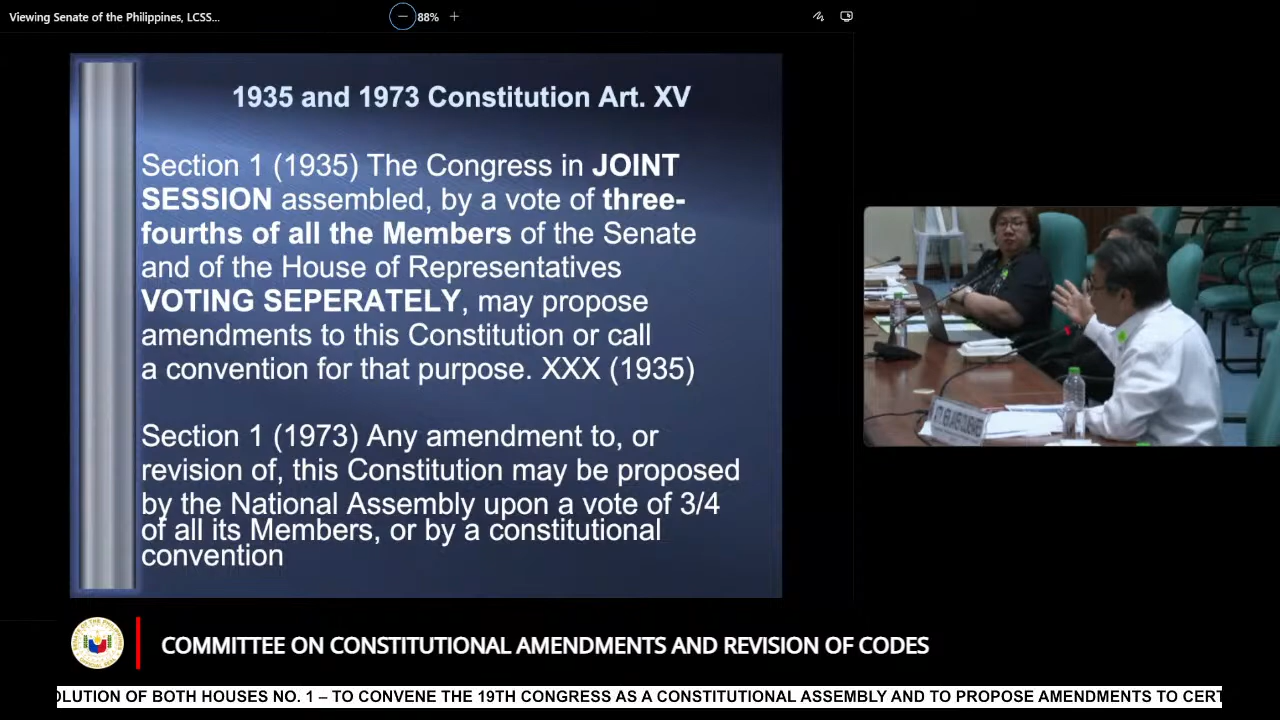 Viewing Senate of the Philippines, LCSS...
88%
1935 and 1973 Constitution Art. XV
Section 1 (1935) The Congress in JOINT
SESSION assembled, by a vote of three-
fourths of all the Members of the Senate
and of the House of Representatives
VOTING SEPERATELY, may propose
amendments to this Constitution or call
a convention for that purpose. XXX (1935)
Section 1 (1973) Any amendment to, or
revision of, this Constitution may be proposed
by the National Assembly upon a vote of 3/4
of all its Members, or by a constitutional
convention
COMMITTEE ON CONSTITUTIONAL AMENDMENTS AND REVISION OF CODES
OLUTION OF BOTH HOUSES NO. 1 – TO CONVENE THE 19TH CONGRESS AS A CONSTITUTIONAL ASSEMBLY AND TO PROPOSE AMENDMENTS TO CERT